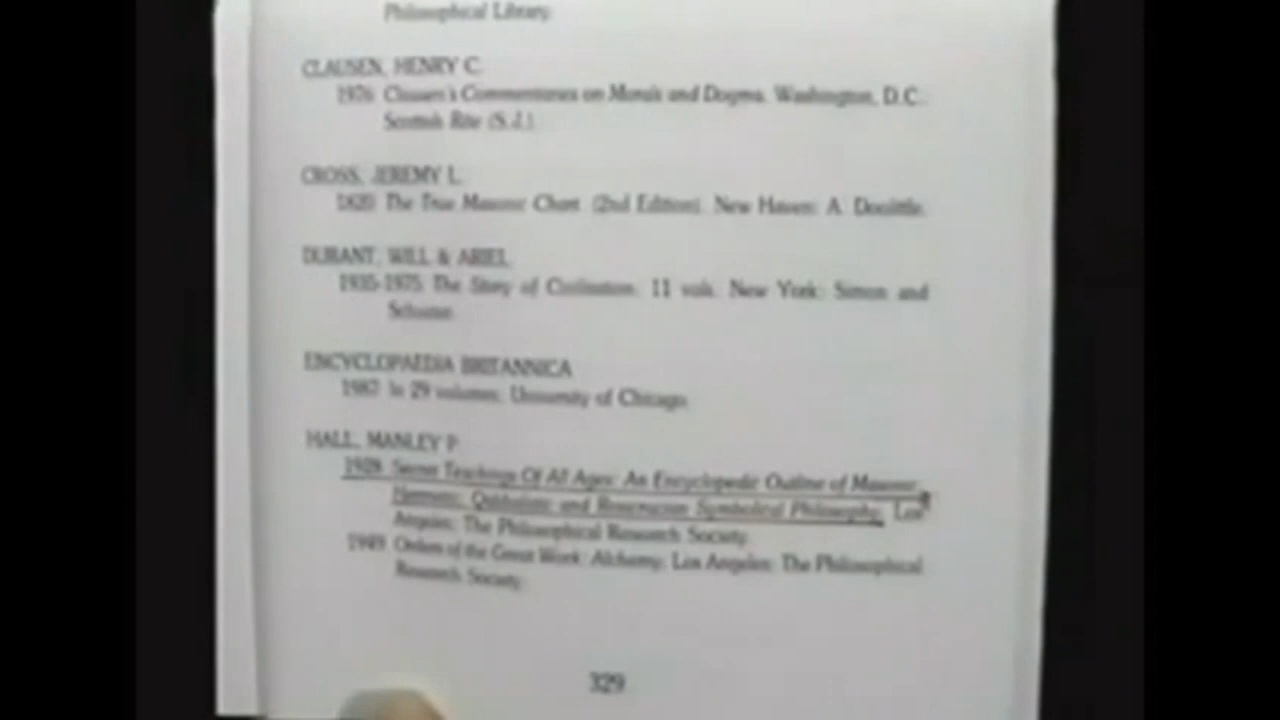 Philosophical Library.
CLAUSEN, HENRY C.
1976 Clausen's Commentaries on Morals and Dogma. Washington, D.C.:
Scottish Rite (S.J.)
CROSS, JEREMY L.
1820 The True Masonic Chart (2nd Edition). New Haven: A. Doolittle.
DURANT, WILL & ARIEL
1935-1975 The Story of Civilization. 11 vols. New York: Simon and
Schuster.
ENCYCLOPAEDIA BRITANNICA
1987 In 29 volumes. University of Chicago.
HALL, MANLEY P.
1928 Secret Teachings Of All Ages: An Encyclopedic Outline of Masonic,
Hermetic, Qabbalistic and Rosicrucian Symbolical Philosophy. Los
Angeles: The Philosophical Research Society.
1949 Orders of the Great Work: Alchemy. Los Angeles: The Philosophical
Research Society.
329